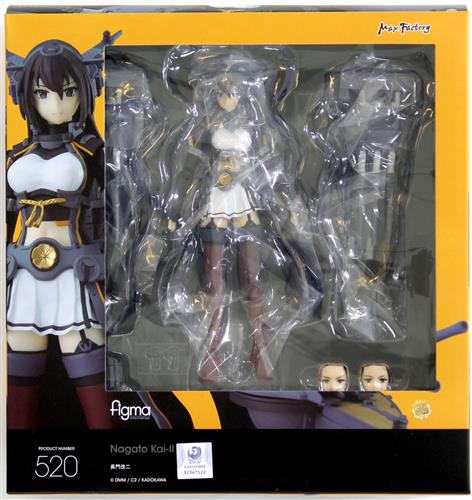 Max Factory
figma
PRODUCT NUMBER
520
Nagato Kai-II
長門改二
© DMM / C2 / KADOKAWA